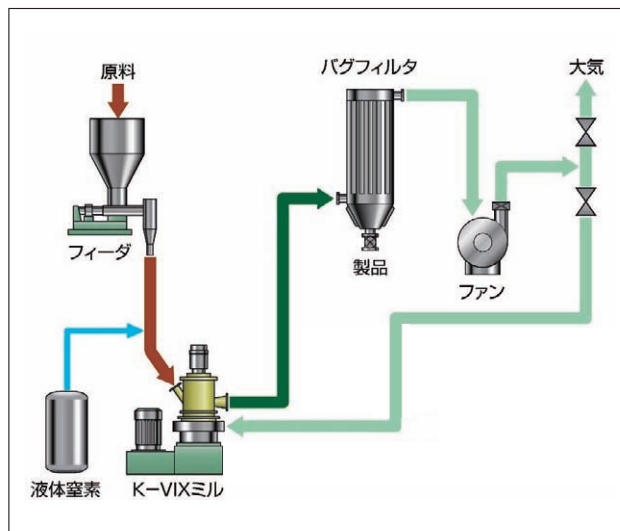 原料
バグフィルタ
大気
フィーダ
製品
ファン
液体窒素
K－VIXミル